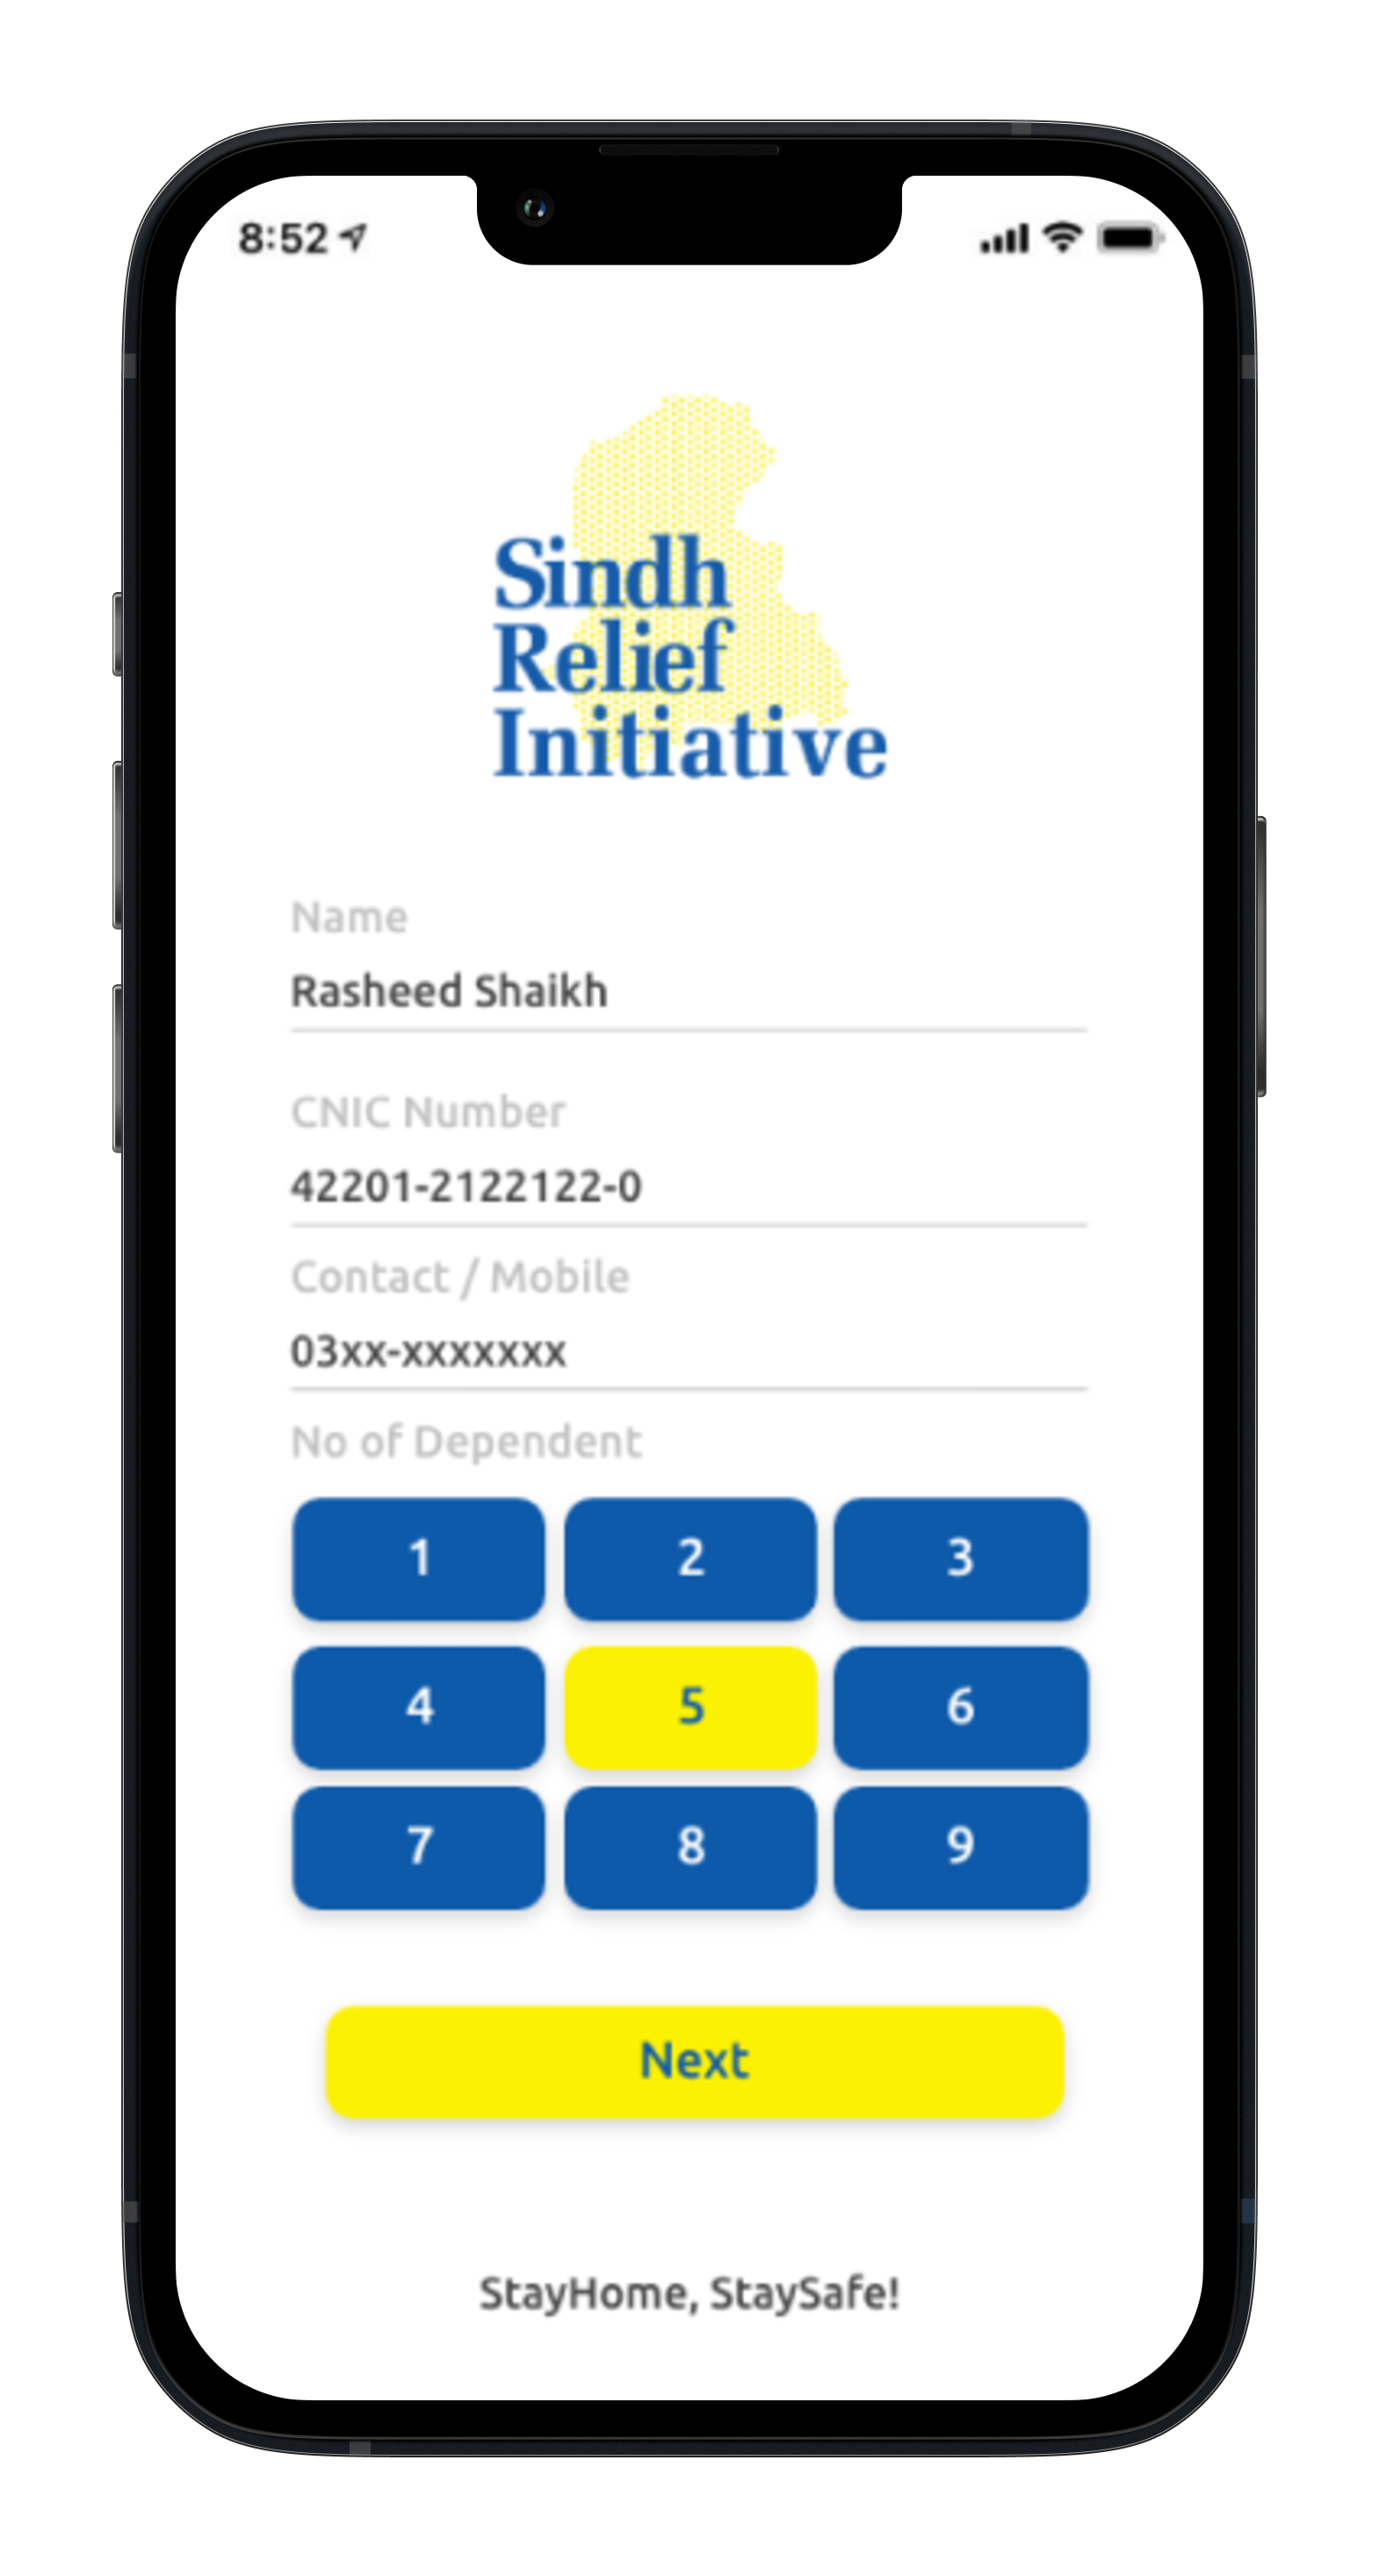 8:52
Sindh
Relief
Initiative
Name
Rasheed Shaikh
CNIC Number
42201-2122122-0
Contact / Mobile
03xx-xxxxxxx
No of Dependent
1 2 3
4 5 6
7 8 9
Next
StayHome, StaySafe!